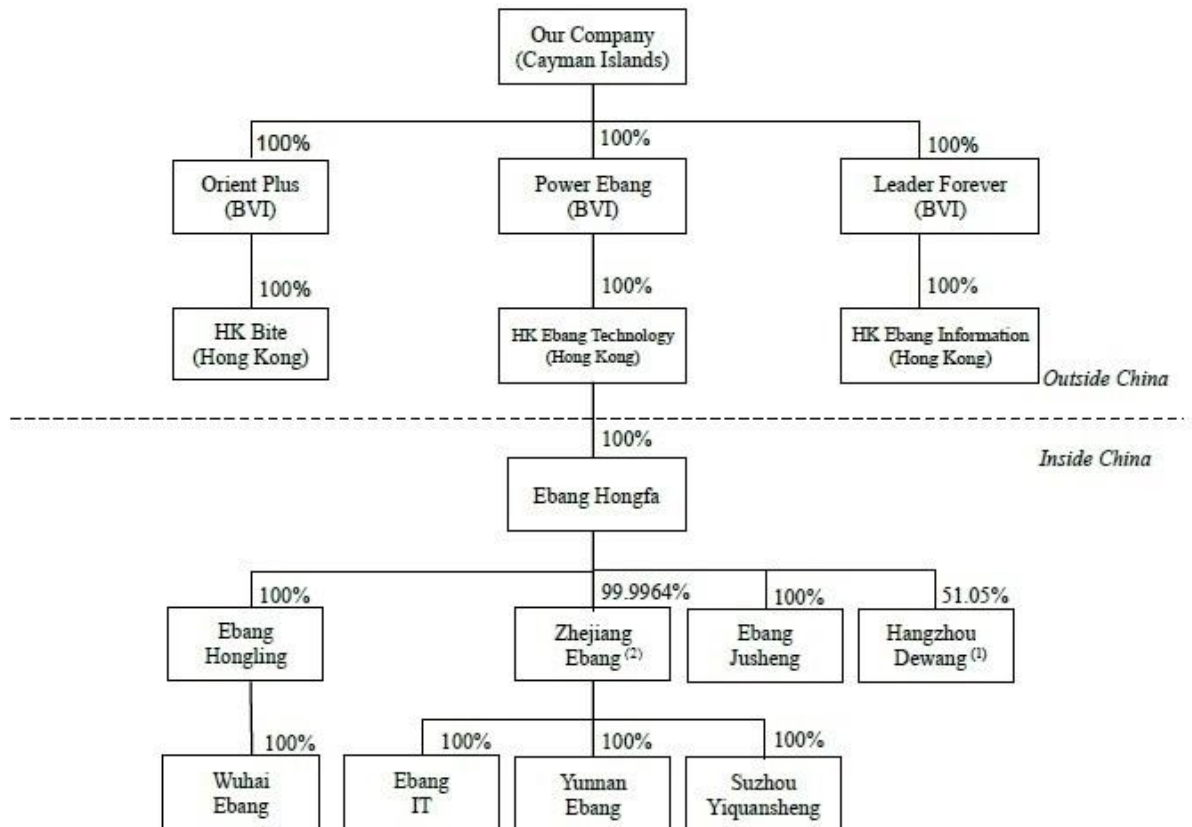 Our Company
(Cayman Islands)
100%
100%
100%
Orient Plus
(BVI)
Power Ebang
(BVI)
Leader Forever
(BVI)
100%
100%
100%
HK Bite
(Hong Kong)
HK Ebang Technology
(Hong Kong)
HK Ebang Information
(Hong Kong)
Outside China
100%
Inside China
Ebang Hongfa
100%
99.9964%
100%
51.05%
Ebang
Hongling
Zhejiang
Ebang (2)
Ebang
Jusheng
Hangzhou
Dewang (1)
100%
100%
100%
100%
Wuhai
Ebang
Ebang
IT
Yunnan
Ebang
Suzhou
Yiquansheng